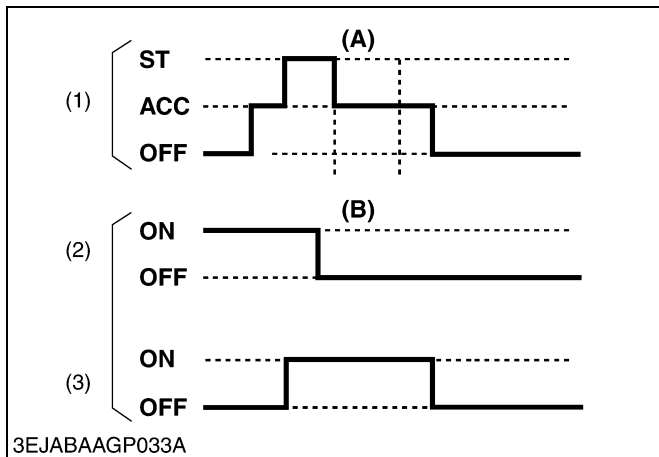 (A)
ST
(1)
ACC
OFF
(B)
ON
(2)
OFF
ON
(3)
OFF
3EJABAAGP033A